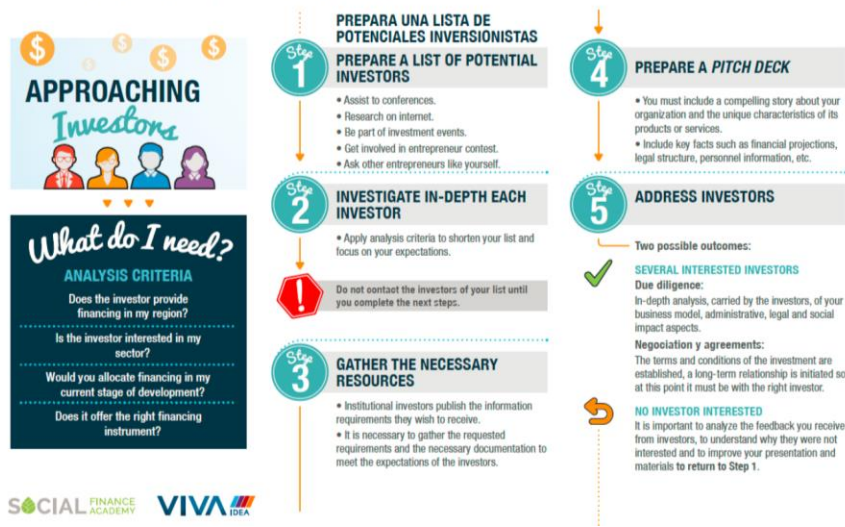 APPROACHING
Investors
What do I need?
ANALYSIS CRITERIA
Does the investor provide
financing in my region?
Is the investor interested in my
sector?
Would you allocate financing in my
current stage of development?
Does it offer the right financing
instrument?
SOCIAL FINANCE
ACADEMY
VIVA
IDEA
PREPARA UNA LISTA DE
POTENCIALES INVERSIONISTAS
Step
1
PREPARE A LIST OF POTENTIAL
INVESTORS
• Assist to conferences.
• Research on internet.
• Be part of investment events.
• Get involved in entrepreneur contest.
• Ask other entrepreneurs like yourself.
Step
2
INVESTIGATE IN-DEPTH EACH
INVESTOR
• Apply analysis criteria to shorten your list and
focus on your expectations.
!
Do not contact the investors of your list until
you complete the next steps.
Step
3
GATHER THE NECESSARY
RESOURCES
• Institutional investors publish the information
requirements they wish to receive.
• It is necessary to gather the requested
requirements and the necessary documentation to
meet the expectations of the investors.
Step
4
PREPARE A PITCH DECK
• You must include a compelling story about your
organization and the unique characteristics of its
products or services.
• Include key facts such as financial projections,
legal structure, personnel information, etc.
Step
5
ADDRESS INVESTORS
Two possible outcomes:
SEVERAL INTERESTED INVESTORS
Due diligence:
In-depth analysis, carried by the investors, of your
business model, administrative, legal and social
impact aspects.
Negociation y agreements:
The terms and conditions of the investment are
established, a long-term relationship is initiated so
at this point it must be with the right investor.
NO INVESTOR INTERESTED
It is important to analyze the feedback you receive
from investors, to understand why they were not
interested and to improve your presentation and
materials to return to Step 1.